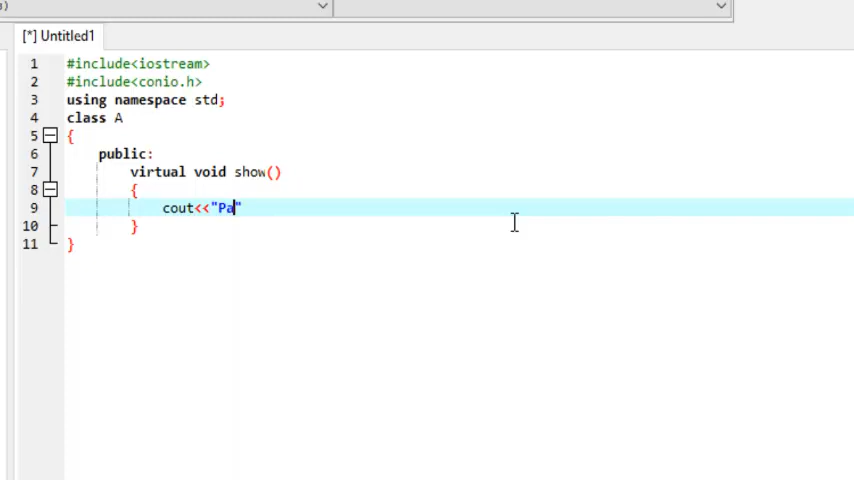 )
[*] Untitled1
1 #include<iostream>
2 #include<conio.h>
3 using namespace std;
4 class A
5 {
6 public:
7 virtual void show()
8 {
9 cout<<"Pa"
10 }
11 }